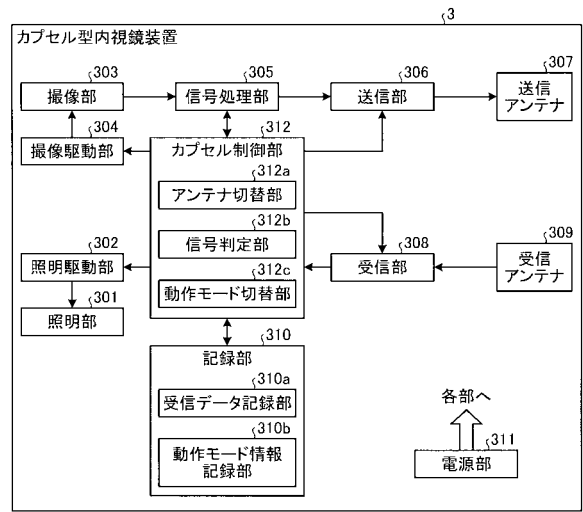 3
カプセル型内視鏡装置
303
撮像部
305
信号処理部
306
送信部
307
送信
アンテナ
304
撮像駆動部
312
カプセル制御部
312a
アンテナ切替部
312b
信号判定部
312c
動作モード切替部
302
照明駆動部
301
照明部
308
受信部
309
受信
アンテナ
310
記録部
310a
受信データ記録部
310b
動作モード情報
記録部
各部へ
311
電源部